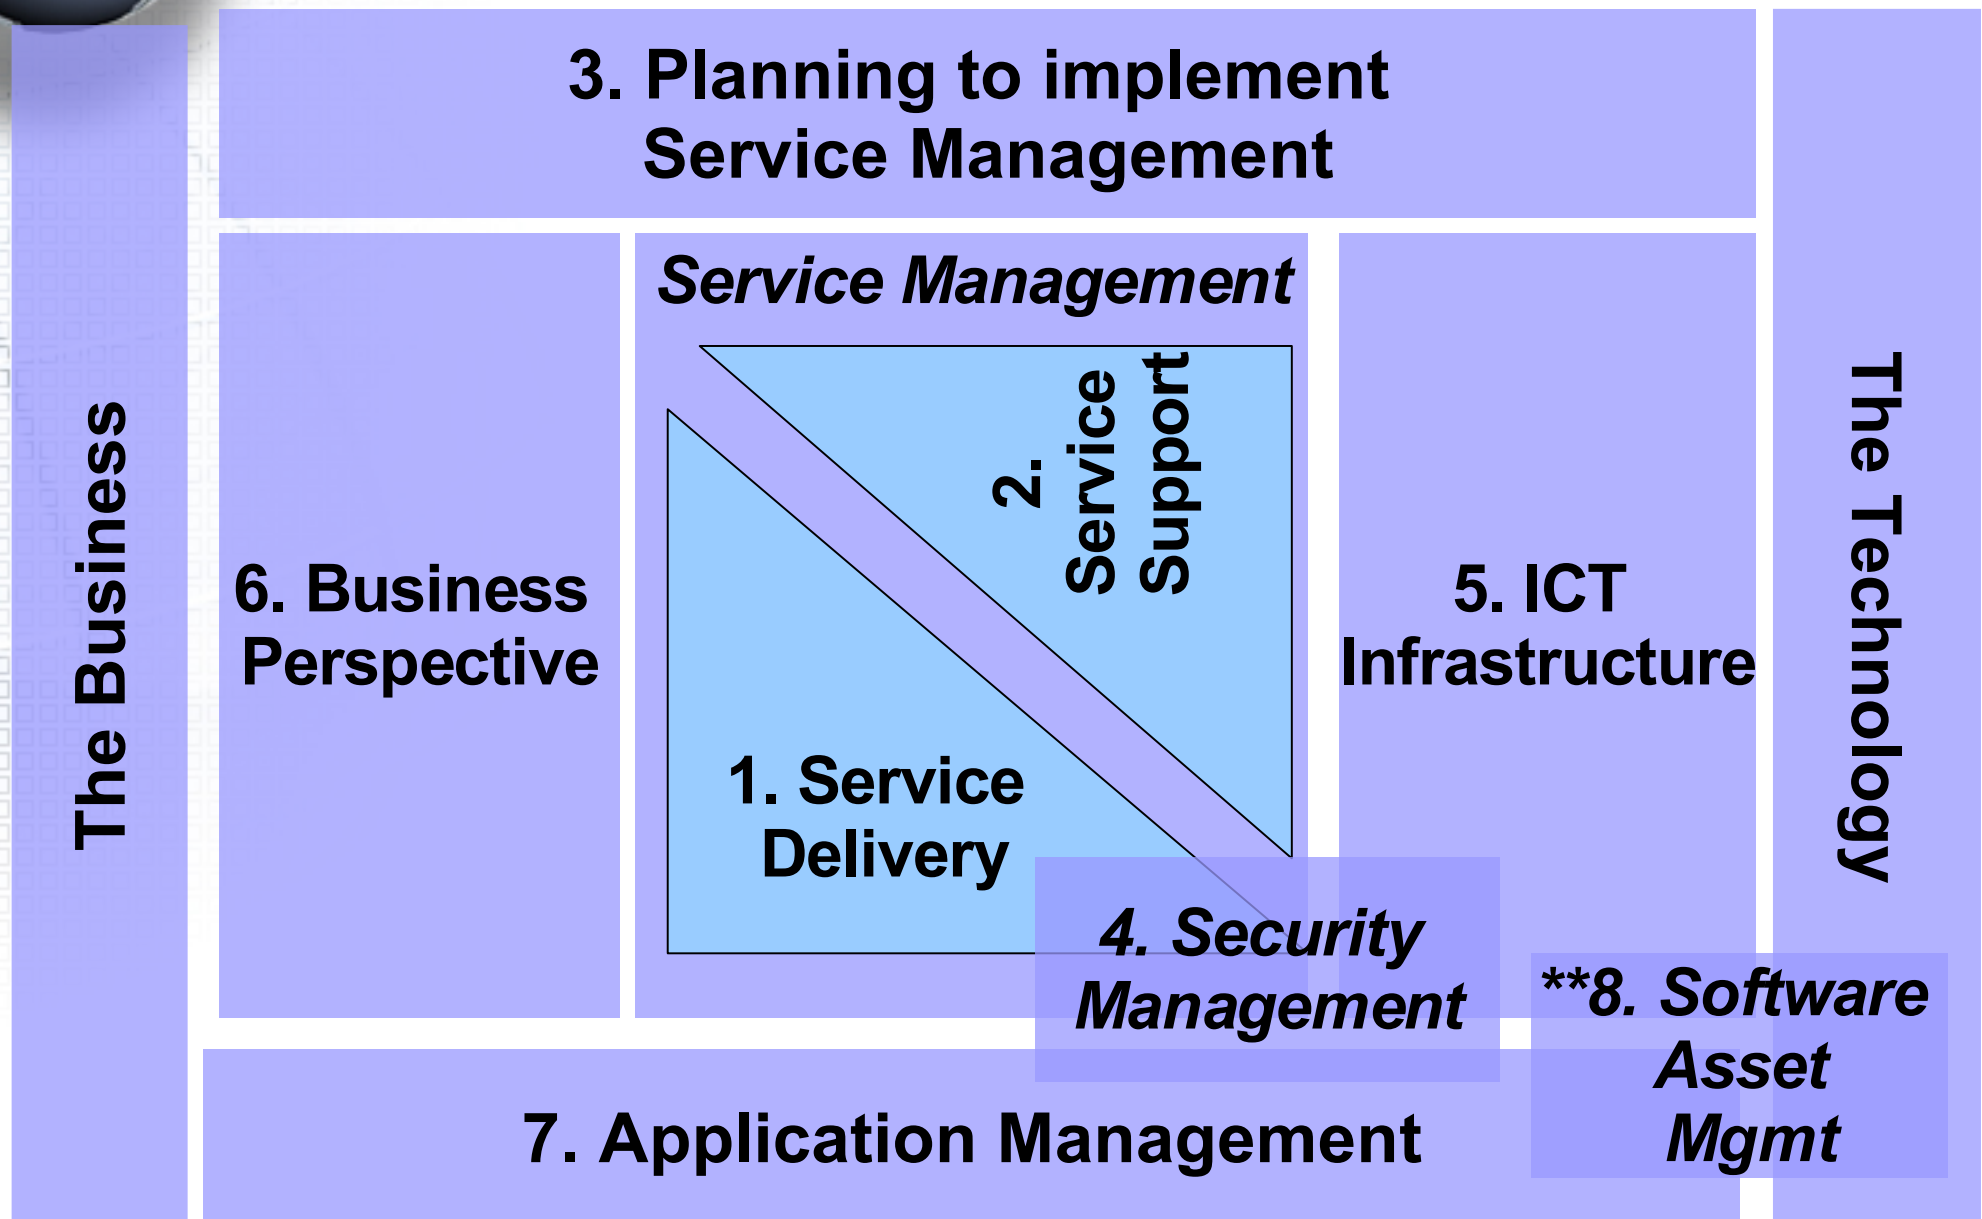 3. Planning to implement
Service Management
The Business
6. Business
Perspective
Service Management
2.
Service
Support
1. Service
Delivery
5. ICT
Infrastructure
The Technology
4. Security
Management
**8. Software
Asset
Mgmt
7. Application Management